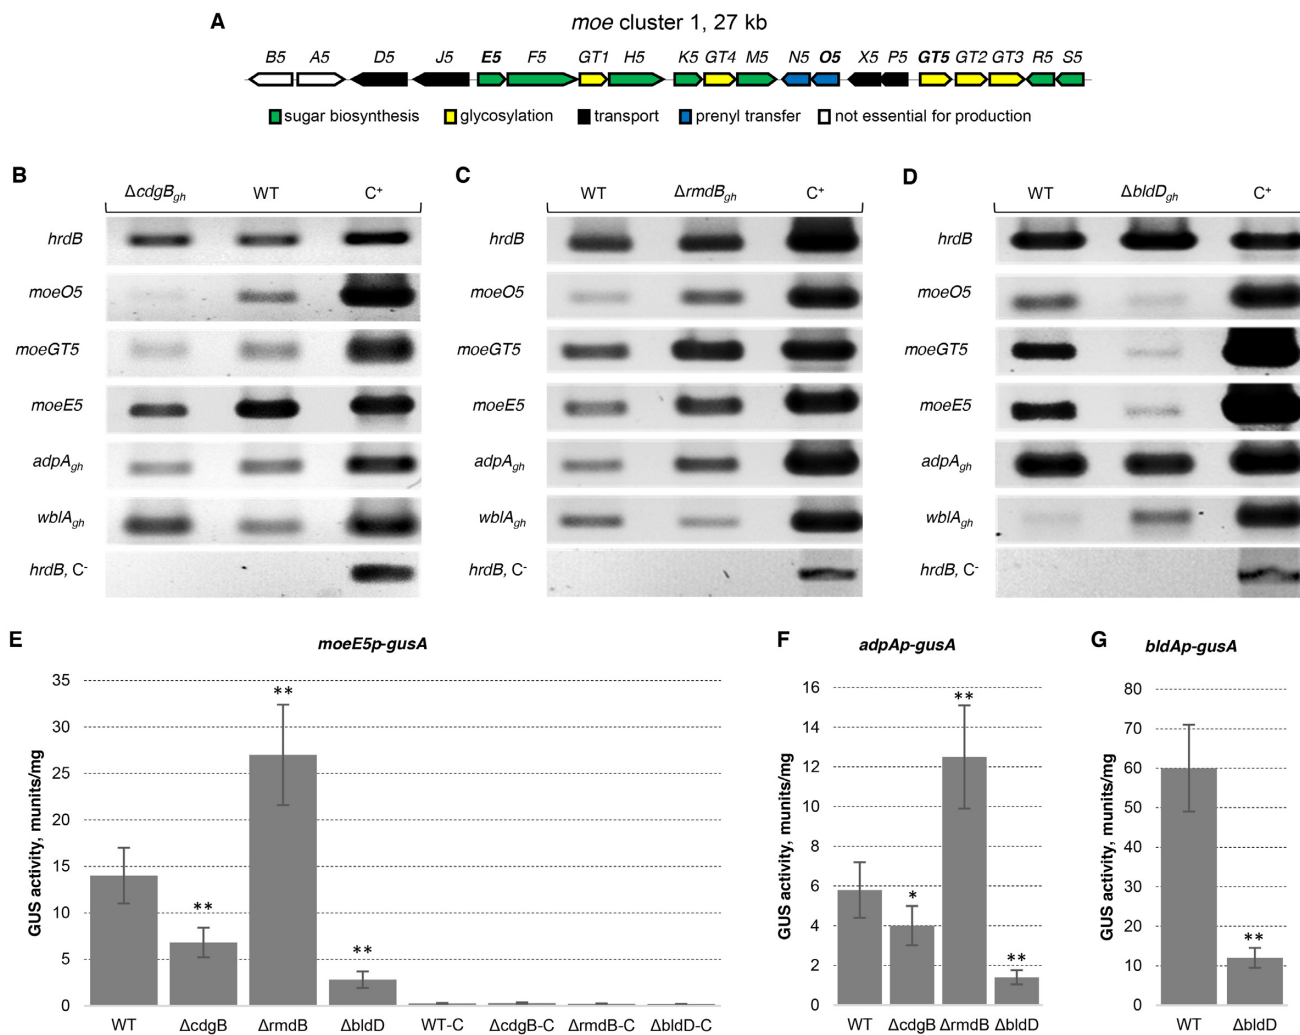 A
moe cluster 1, 27 kb
B5 A5 D5 J5 E5 F5 GT1 H5 K5 GT4 M5 N5 O5 X5 P5 GT5 GT2 GT3 R5 S5
sugar biosynthesis glycosylation transport prenyl transfer not essential for production
B
ΔcdgBgh WT C+
hrdB
moeO5
moeGT5
moeE5
adpAgh
wblAgh
hrdB, C-
C
WT ΔrmdBgh C+
hrdB
moeO5
moeGT5
moeE5
adpAgh
wblAgh
hrdB, C-
D
WT ΔbldDgh C+
hrdB
moeO5
moeGT5
moeE5
adpAgh
wblAgh
hrdB, C-
E
moeE5p-gusA
GUS activity, munits/mg
35
30
25
20
15
10
5
0
**
**
**
WT ΔcdgB ΔrmdB ΔbldD WT-C ΔcdgB-C ΔrmdB-C ΔbldD-C
F
adpAp-gusA
GUS activity, munits/mg
16
14
12
10
8
6
4
2
0
*
**
**
WT ΔcdgB ΔrmdB ΔbldD
G
bldAp-gusA
GUS activity, munits/mg
80
70
60
50
40
30
20
10
0
**
WT ΔbldD